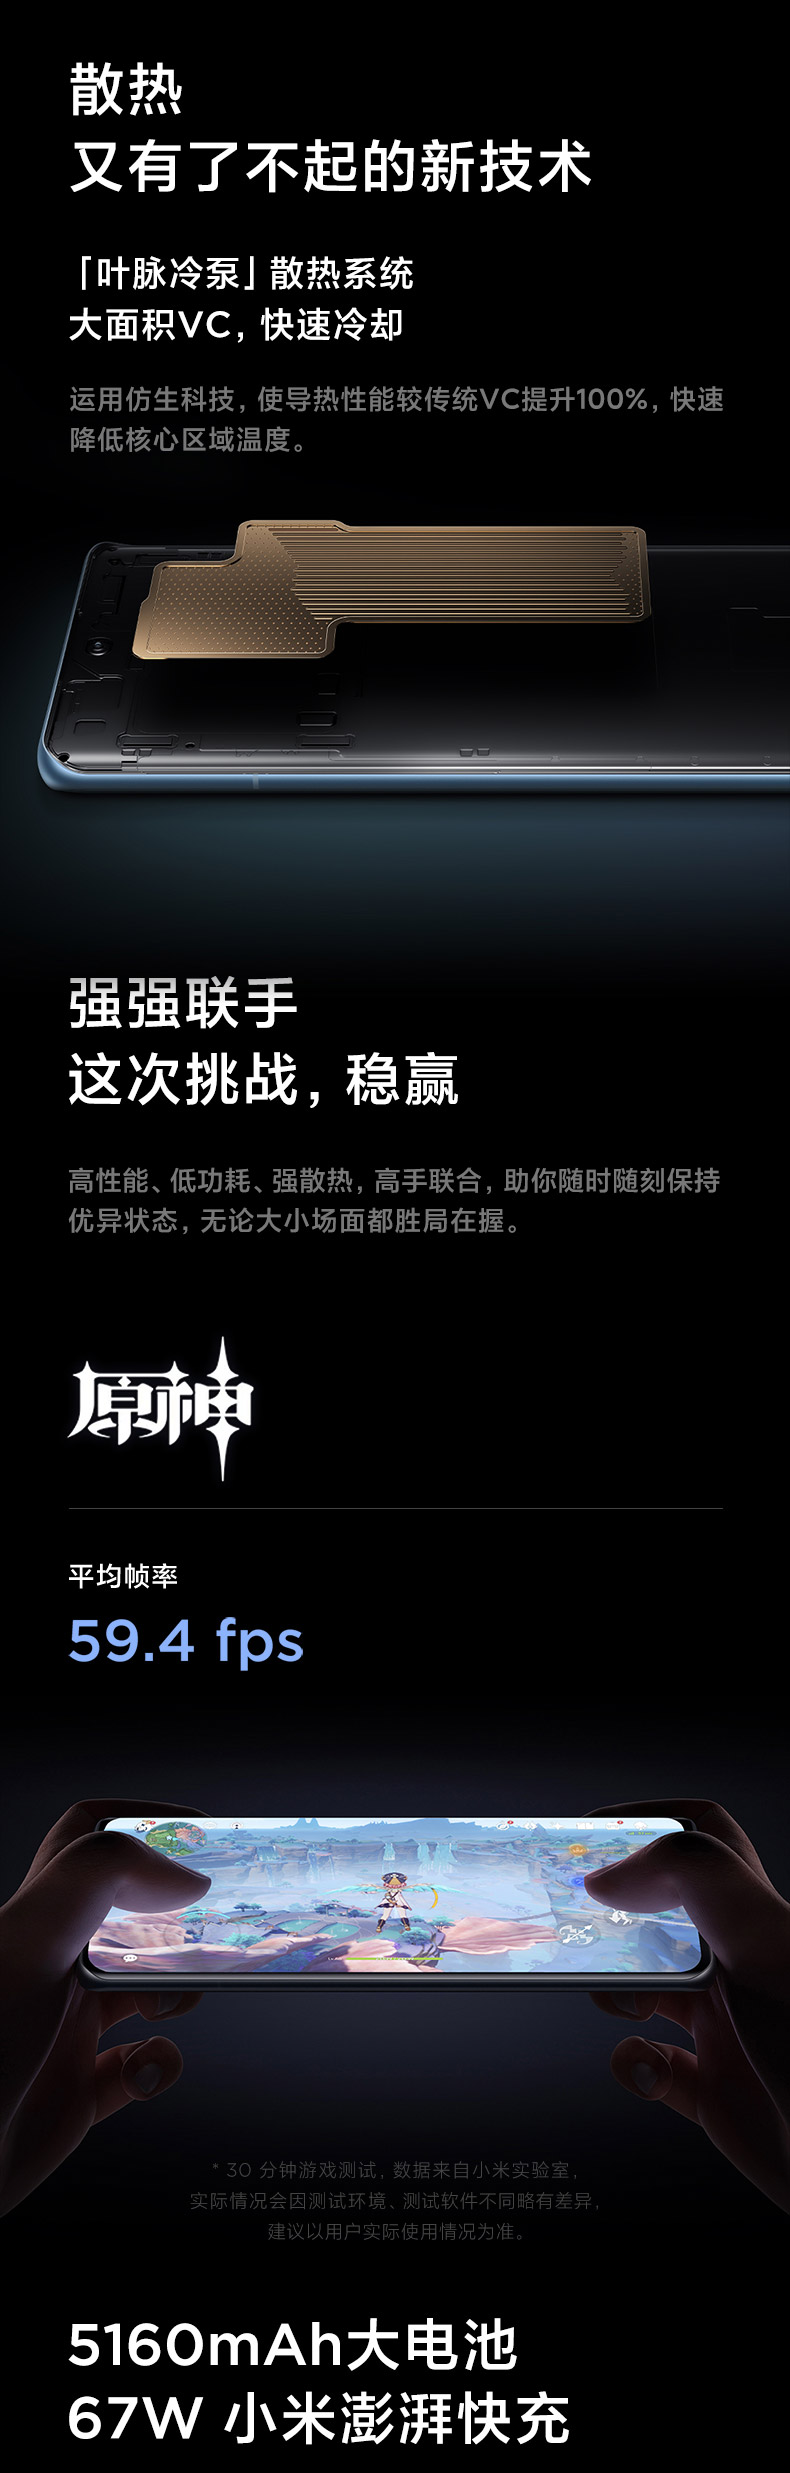 散热
又有了不起的新技术
「叶脉冷泵」散热系统
大面积VC，快速冷却
运用仿生科技，使导热性能较传统VC提升100%，快速
降低核心区域温度。
强强联手
这次挑战，稳赢
高性能、低功耗、强散热，高手联合，助你随时随刻保持
优异状态，无论大小场面都胜局在握。
原神
平均帧率
59.4 fps
* 30 分钟游戏测试，数据来自小米实验室，
实际情况会因测试环境、测试软件不同略有差异，
建议以用户实际使用情况为准。
5160mAh大电池
67W 小米澎湃快充